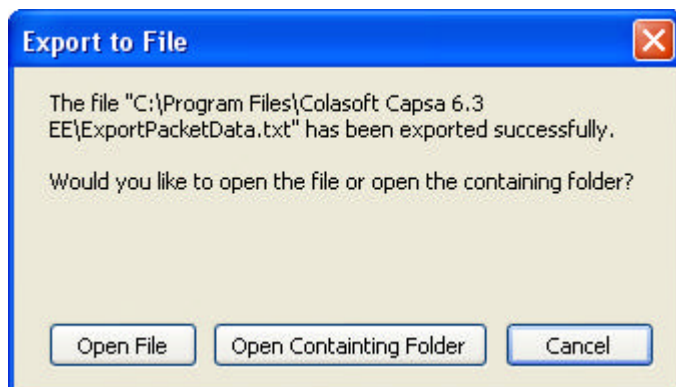 Export to File
The file "C:\Program Files\Colasoft Capsa 6.3
EE\ExportPacketData.txt" has been exported successfully.
Would you like to open the file or open the containing folder?
Open File Open Containting Folder Cancel